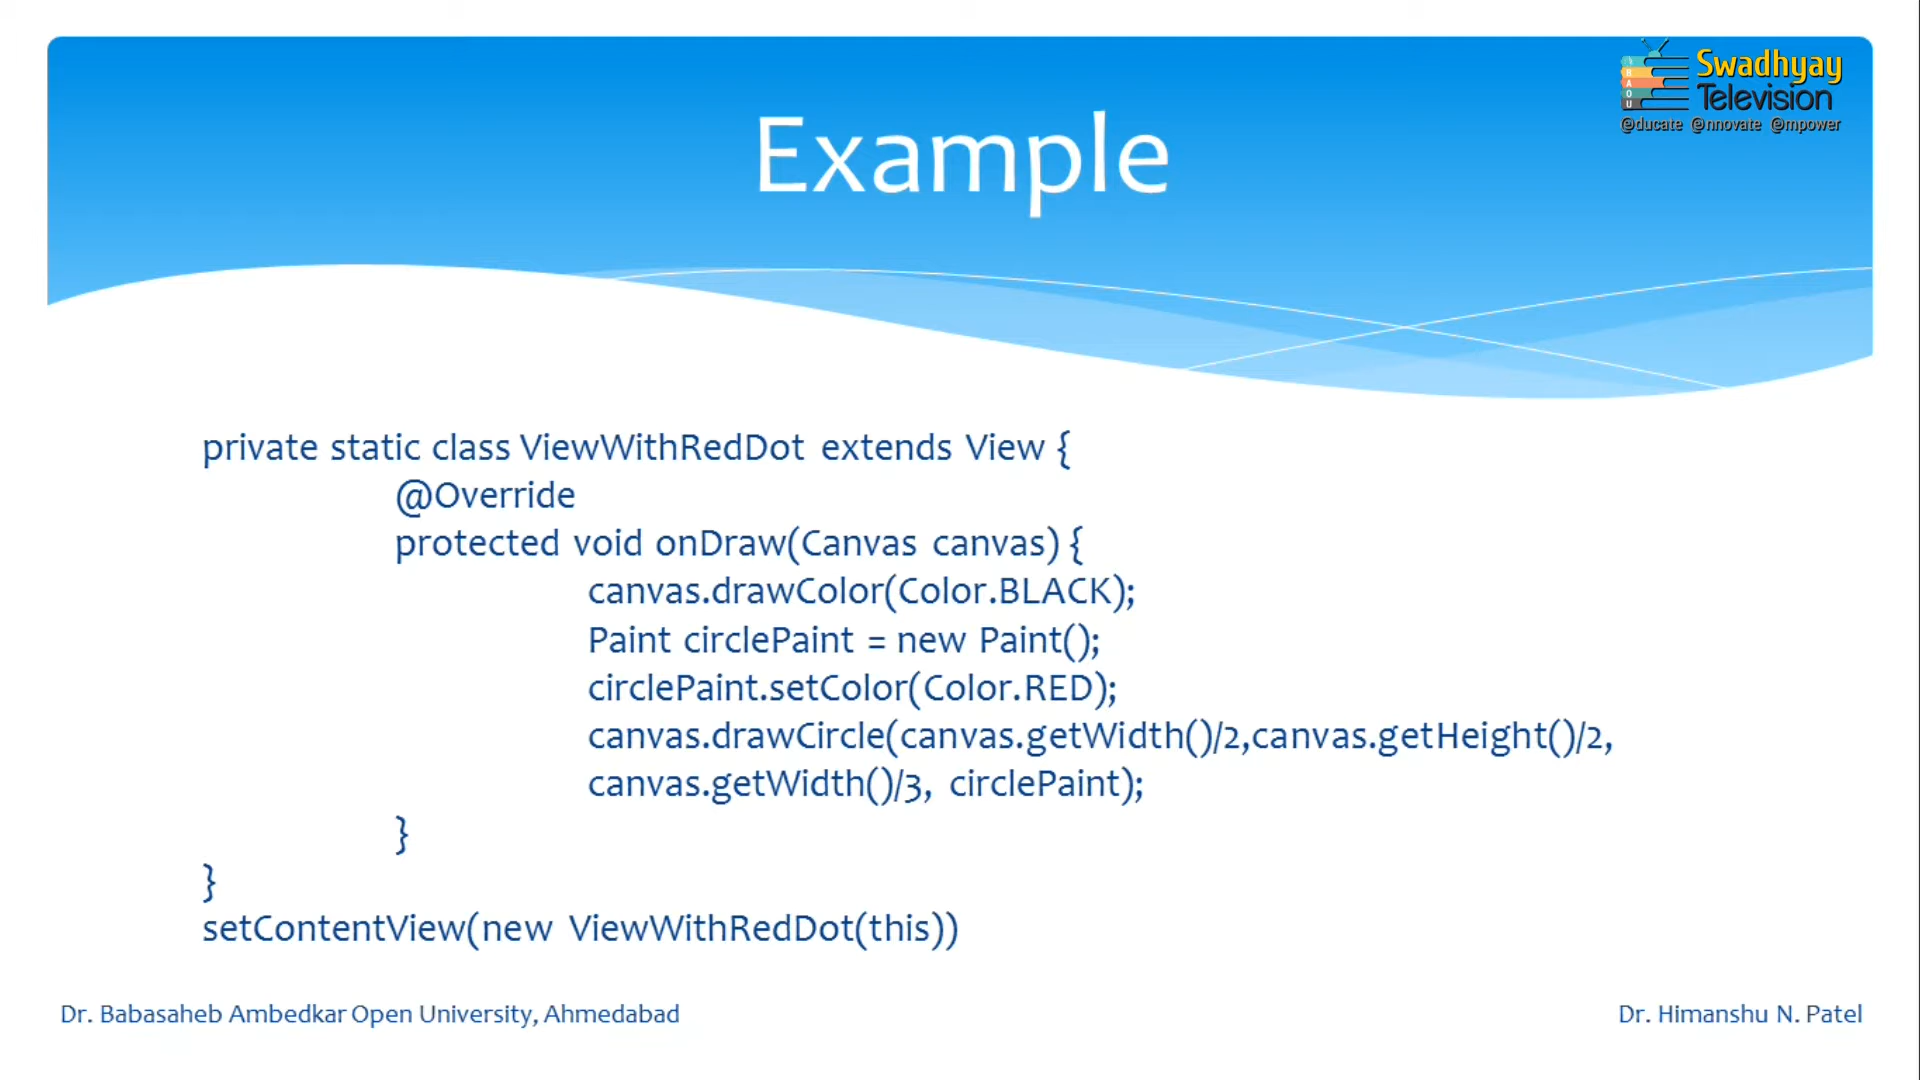 Swadhyay
Television
@ducate @nnovate @mpower
B
A
O
U
Example
private static class ViewWithRedDot extends View {
@Override
protected void onDraw(Canvas canvas) {
canvas.drawColor(Color.BLACK);
Paint circlePaint = new Paint();
circlePaint.setColor(Color.RED);
canvas.drawCircle(canvas.getWidth()/2,canvas.getHeight()/2,
canvas.getWidth()/3, circlePaint);
}
}
setContentView(new ViewWithRedDot(this))
Dr. Babasaheb Ambedkar Open University, Ahmedabad
Dr. Himanshu N. Patel